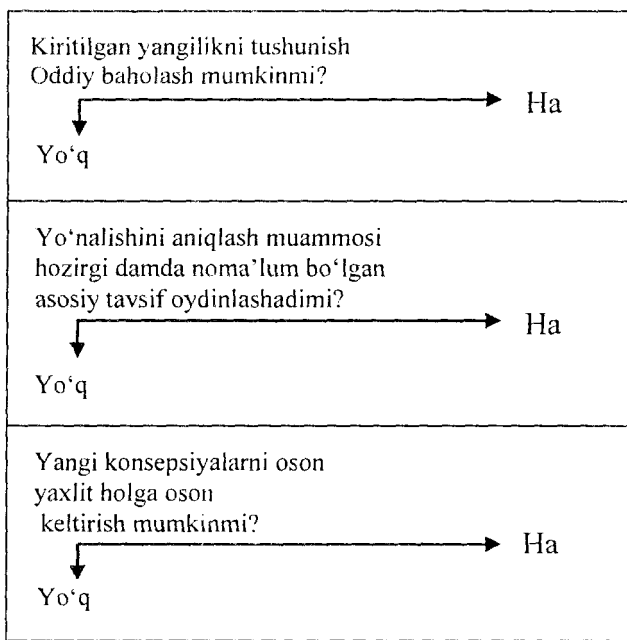 Kiritilgan yangilikni tushunish
Oddiy baholash mumkinmi?
Ha
Yo‘q
Yo‘nalishini aniqlash muammosi
hozirgi damda noma’lum bo‘lgan
asosiy tavsif oydinlashadimi?
Ha
Yo‘q
Yangi konsepsiyalarni oson
yaxlit holga oson
keltirish mumkinmi?
Ha
Yo‘q